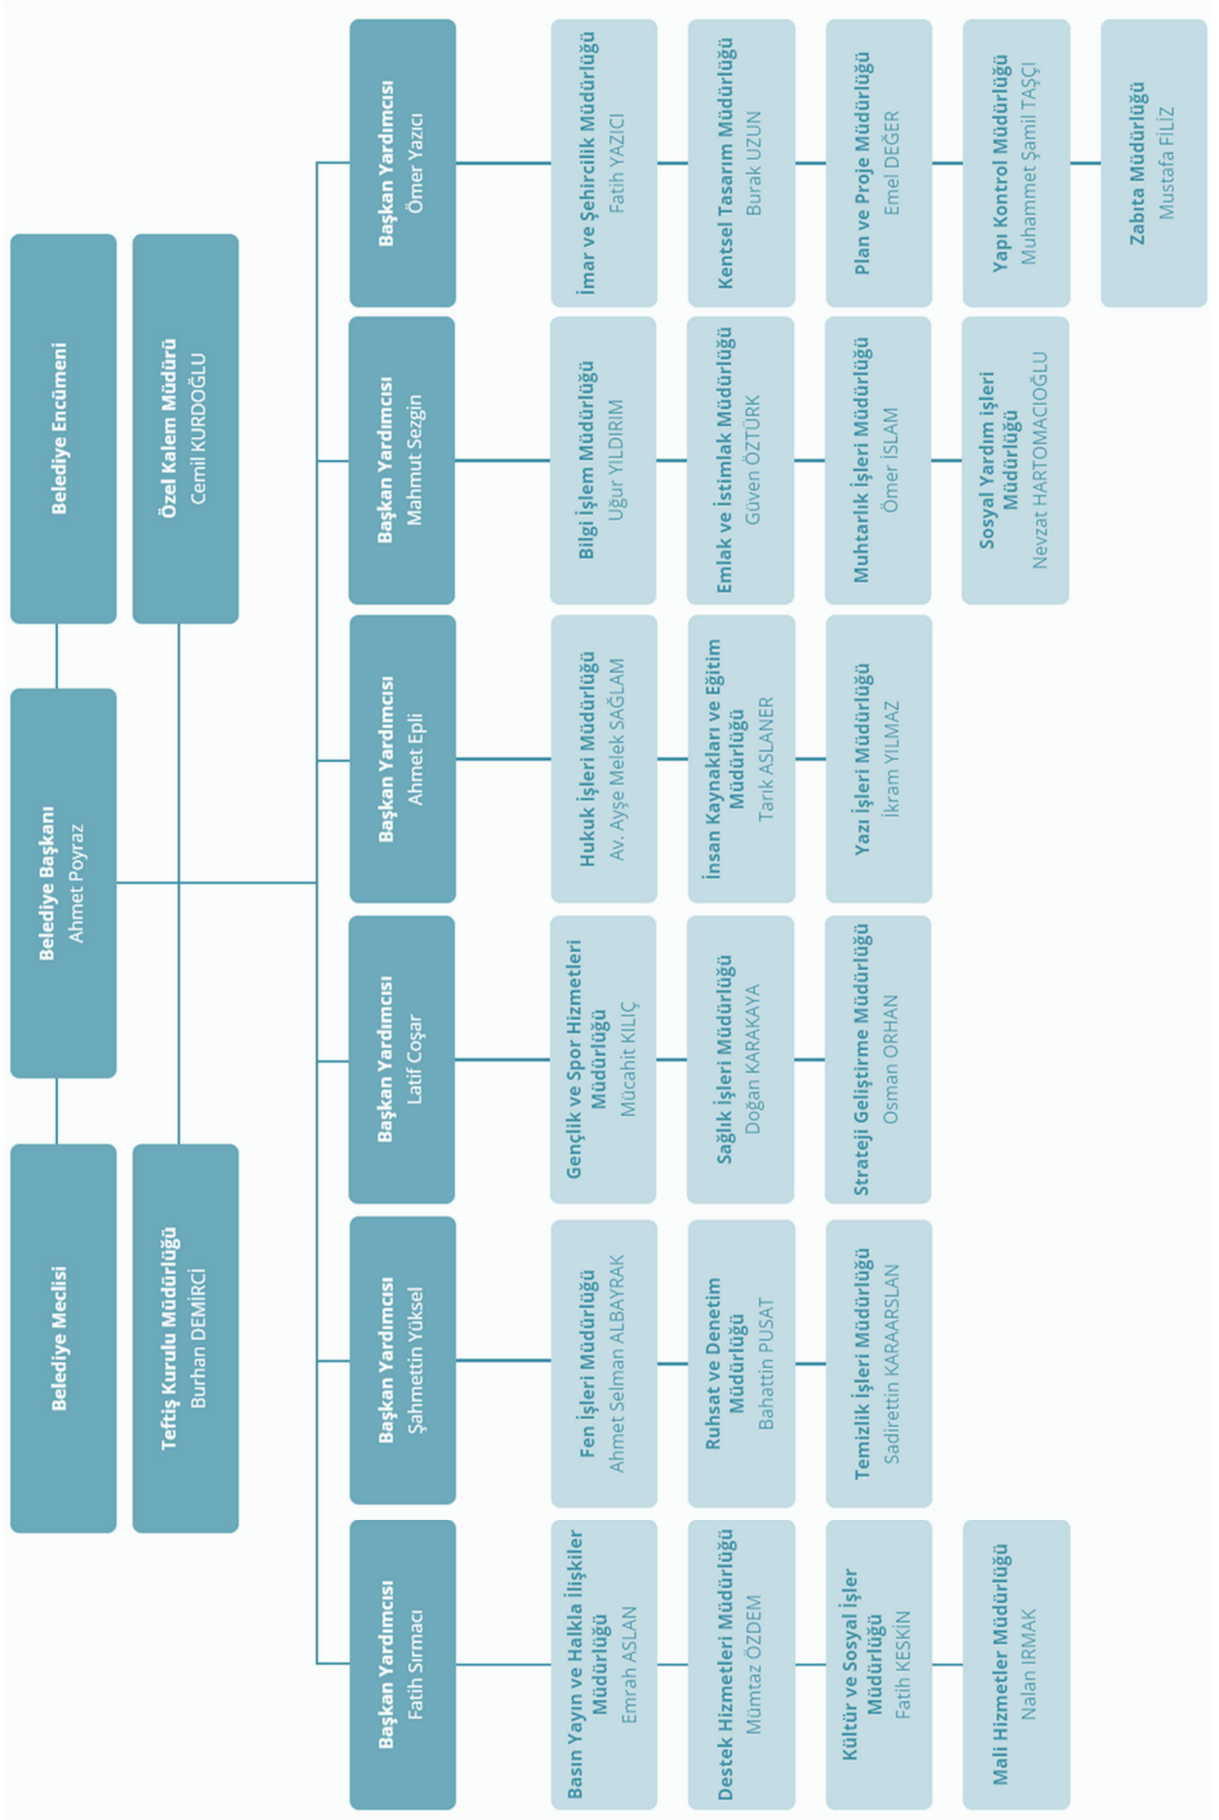 Belediye Meclisi
Belediye Başkanı
Ahmet Poyraz
Belediye Encümeni
Teftiş Kurulu Müdürlüğü
Burhan DEMİRCİ
Özel Kalem Müdürü
Cemil KURDOĞLU
Başkan Yardımcısı
Fatih Sırmacı
Basın Yayın ve Halkla İlişkiler
Müdürlüğü
Emrah ASLAN
Destek Hizmetleri Müdürlüğü
Mümtaz ÖZDEM
Kültür ve Sosyal İşler
Müdürlüğü
Fatih KESKİN
Mali Hizmetler Müdürlüğü
Nalan IRMAK
Başkan Yardımcısı
Şahmettin Yüksel
Fen İşleri Müdürlüğü
Ahmet Selman ALBAYRAK
Ruhsat ve Denetim
Müdürlüğü
Bahattin PUSAT
Temizlik İşleri Müdürlüğü
Sadirettin KARAARSLAN
Başkan Yardımcısı
Latif Coşar
Gençlik ve Spor Hizmetleri
Müdürlüğü
Mücahit KILIÇ
Sağlık İşleri Müdürlüğü
Doğan KARAKAYA
Strateji Geliştirme Müdürlüğü
Osman ORHAN
Başkan Yardımcısı
Ahmet Epli
Hukuk İşleri Müdürlüğü
Av. Ayşe Melek SAĞLAM
İnsan Kaynakları ve Eğitim
Müdürlüğü
Tarık ASLANER
Yazı İşleri Müdürlüğü
İkram YILMAZ
Başkan Yardımcısı
Mahmut Sezgin
Bilgi İşlem Müdürlüğü
Uğur YILDIRIM
Emlak ve İstimlak Müdürlüğü
Güven ÖZTÜRK
Muhtarlık İşleri Müdürlüğü
Ömer İSLAM
Sosyal Yardım işleri
Müdürlüğü
Nevzat HARTOMACIOĞLU
Başkan Yardımcısı
Ömer Yazıcı
İmar ve Şehircilik Müdürlüğü
Fatih YAZICI
Kentsel Tasarım Müdürlüğü
Burak UZUN
Plan ve Proje Müdürlüğü
Emel DEĞER
Yapı Kontrol Müdürlüğü
Muhammet Şamil TAŞÇI
Zabıta Müdürlüğü
Mustafa FİLİZ